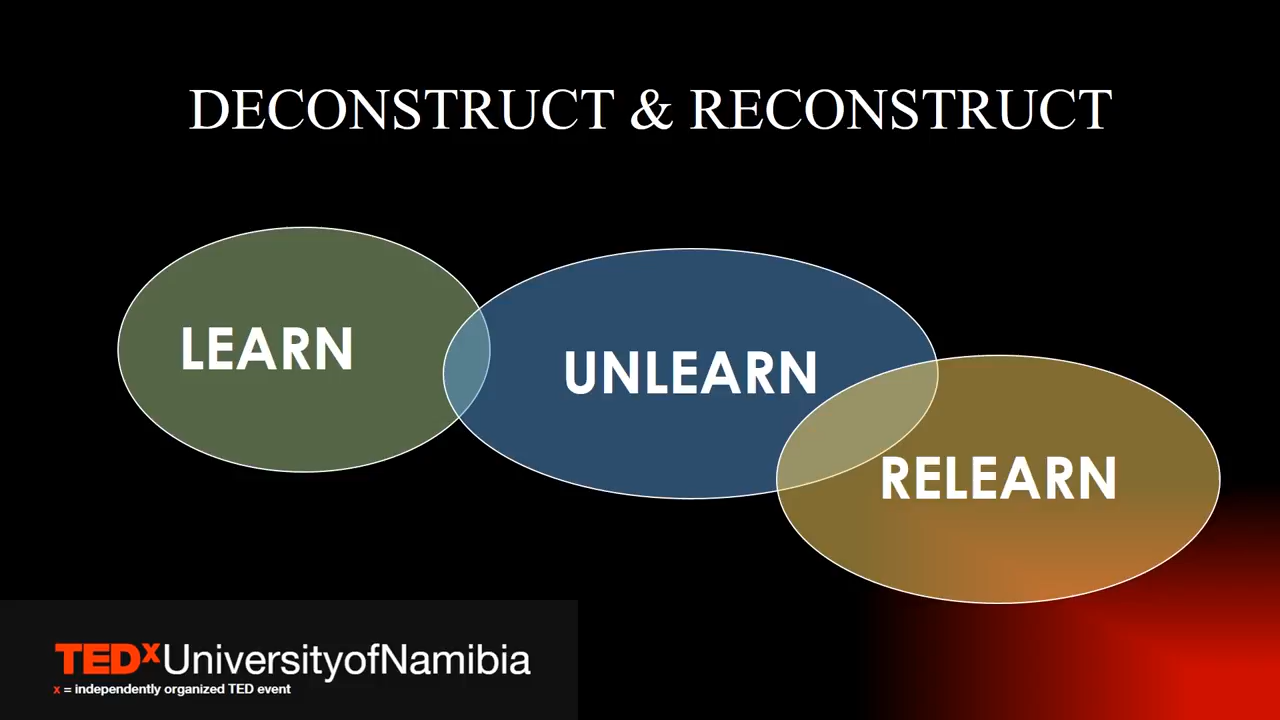 DECONSTRUCT & RECONSTRUCT
LEARN
UNLEARN
RELEARN
TEDxUniversityofNamibia
x = independently organized TED event